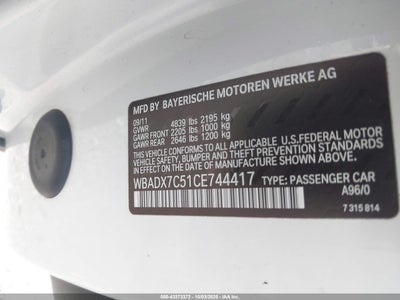 MFD BY BAYERISCHE MOTOREN WERKE AG
09/11
GVWR 4839 lbs 2195 kg
GAWR FRONT 2205 lbs 1000 kg
GAWR REAR 2646 lbs 1200 kg
THIS VEHICLE CONFORMS TO ALL APPLICABLE U.S.FEDERAL MOTOR
VEHICLE SAFETY, BUMPER AND THEFT PREVENTION STANDARDS
IN EFFECT ON THE DATE OF MANUFACTURE SHOWN ABOVE.
WBADX7C51CE744417 TYPE: PASSENGER CAR
A96/0
7 315 814